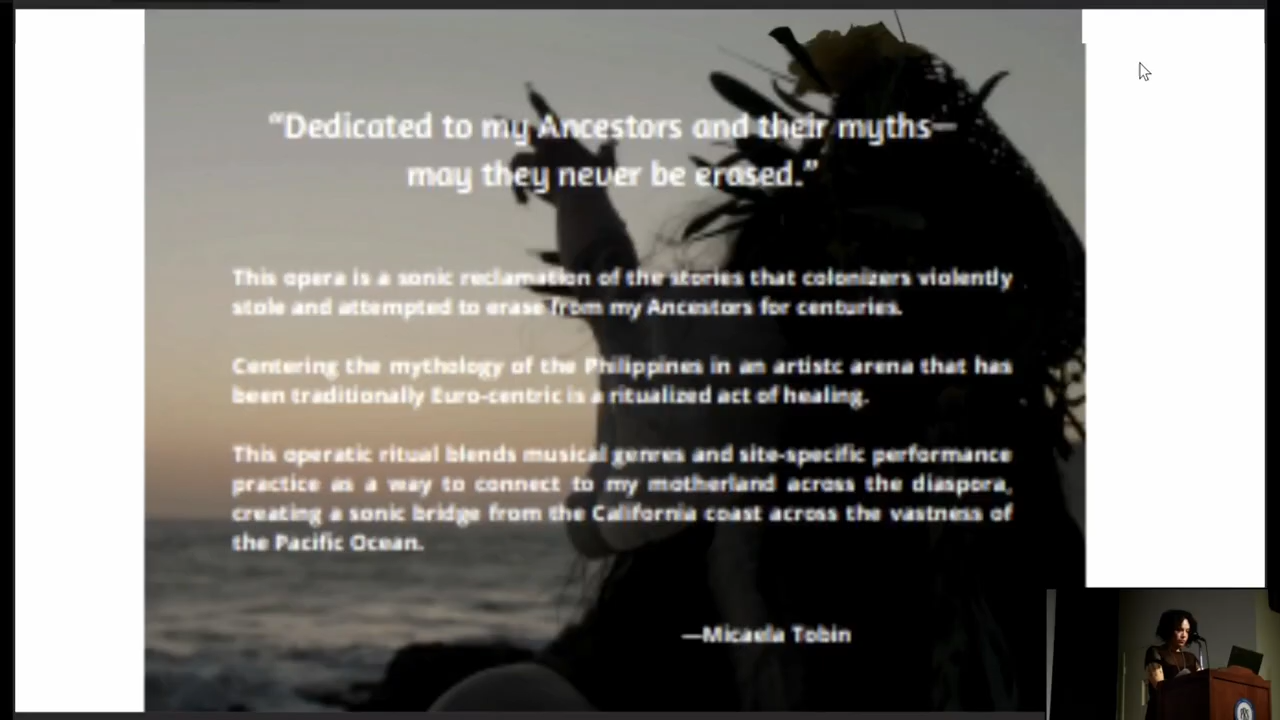 “Dedicated to my Ancestors and their myths—
may they never be erased.”
This opera is a sonic reclamation of the stories that colonizers violently
stole and attempted to erase from my Ancestors for centuries.
Centering the mythology of the Philippines in an artistc arena that has
been traditionally Euro-centric is a ritualized act of healing.
This operatic ritual blends musical genres and site-specific performance
practice as a way to connect to my motherland across the diaspora,
creating a sonic bridge from the California coast across the vastness of
the Pacific Ocean.
—Micaela Tobin